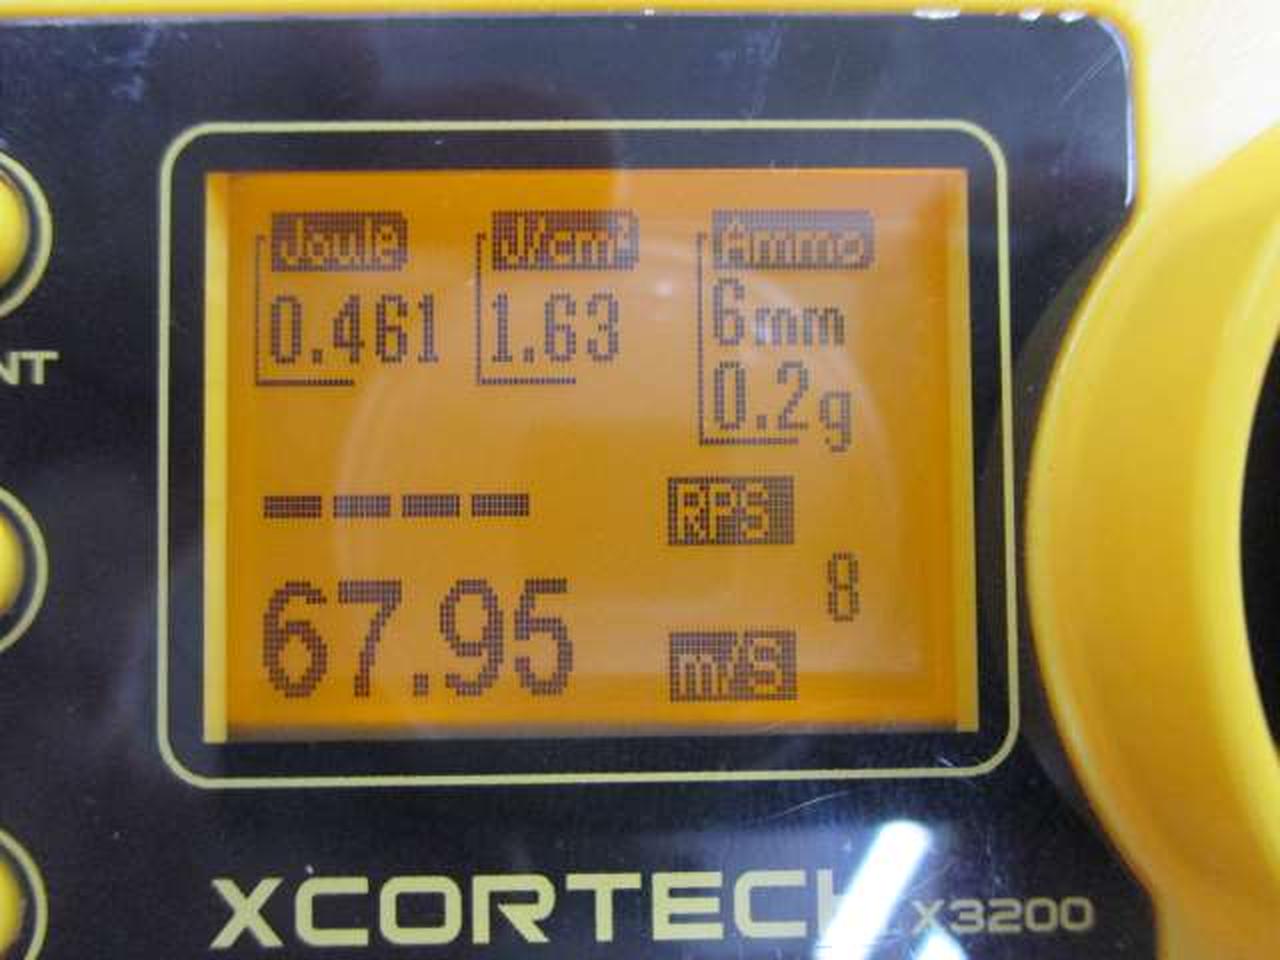 Joule J/cm² Ammo
0.461 1.63 6mm
0.2g
---- RPS
8
67.95 m/S
NT
XCORTECH X3200